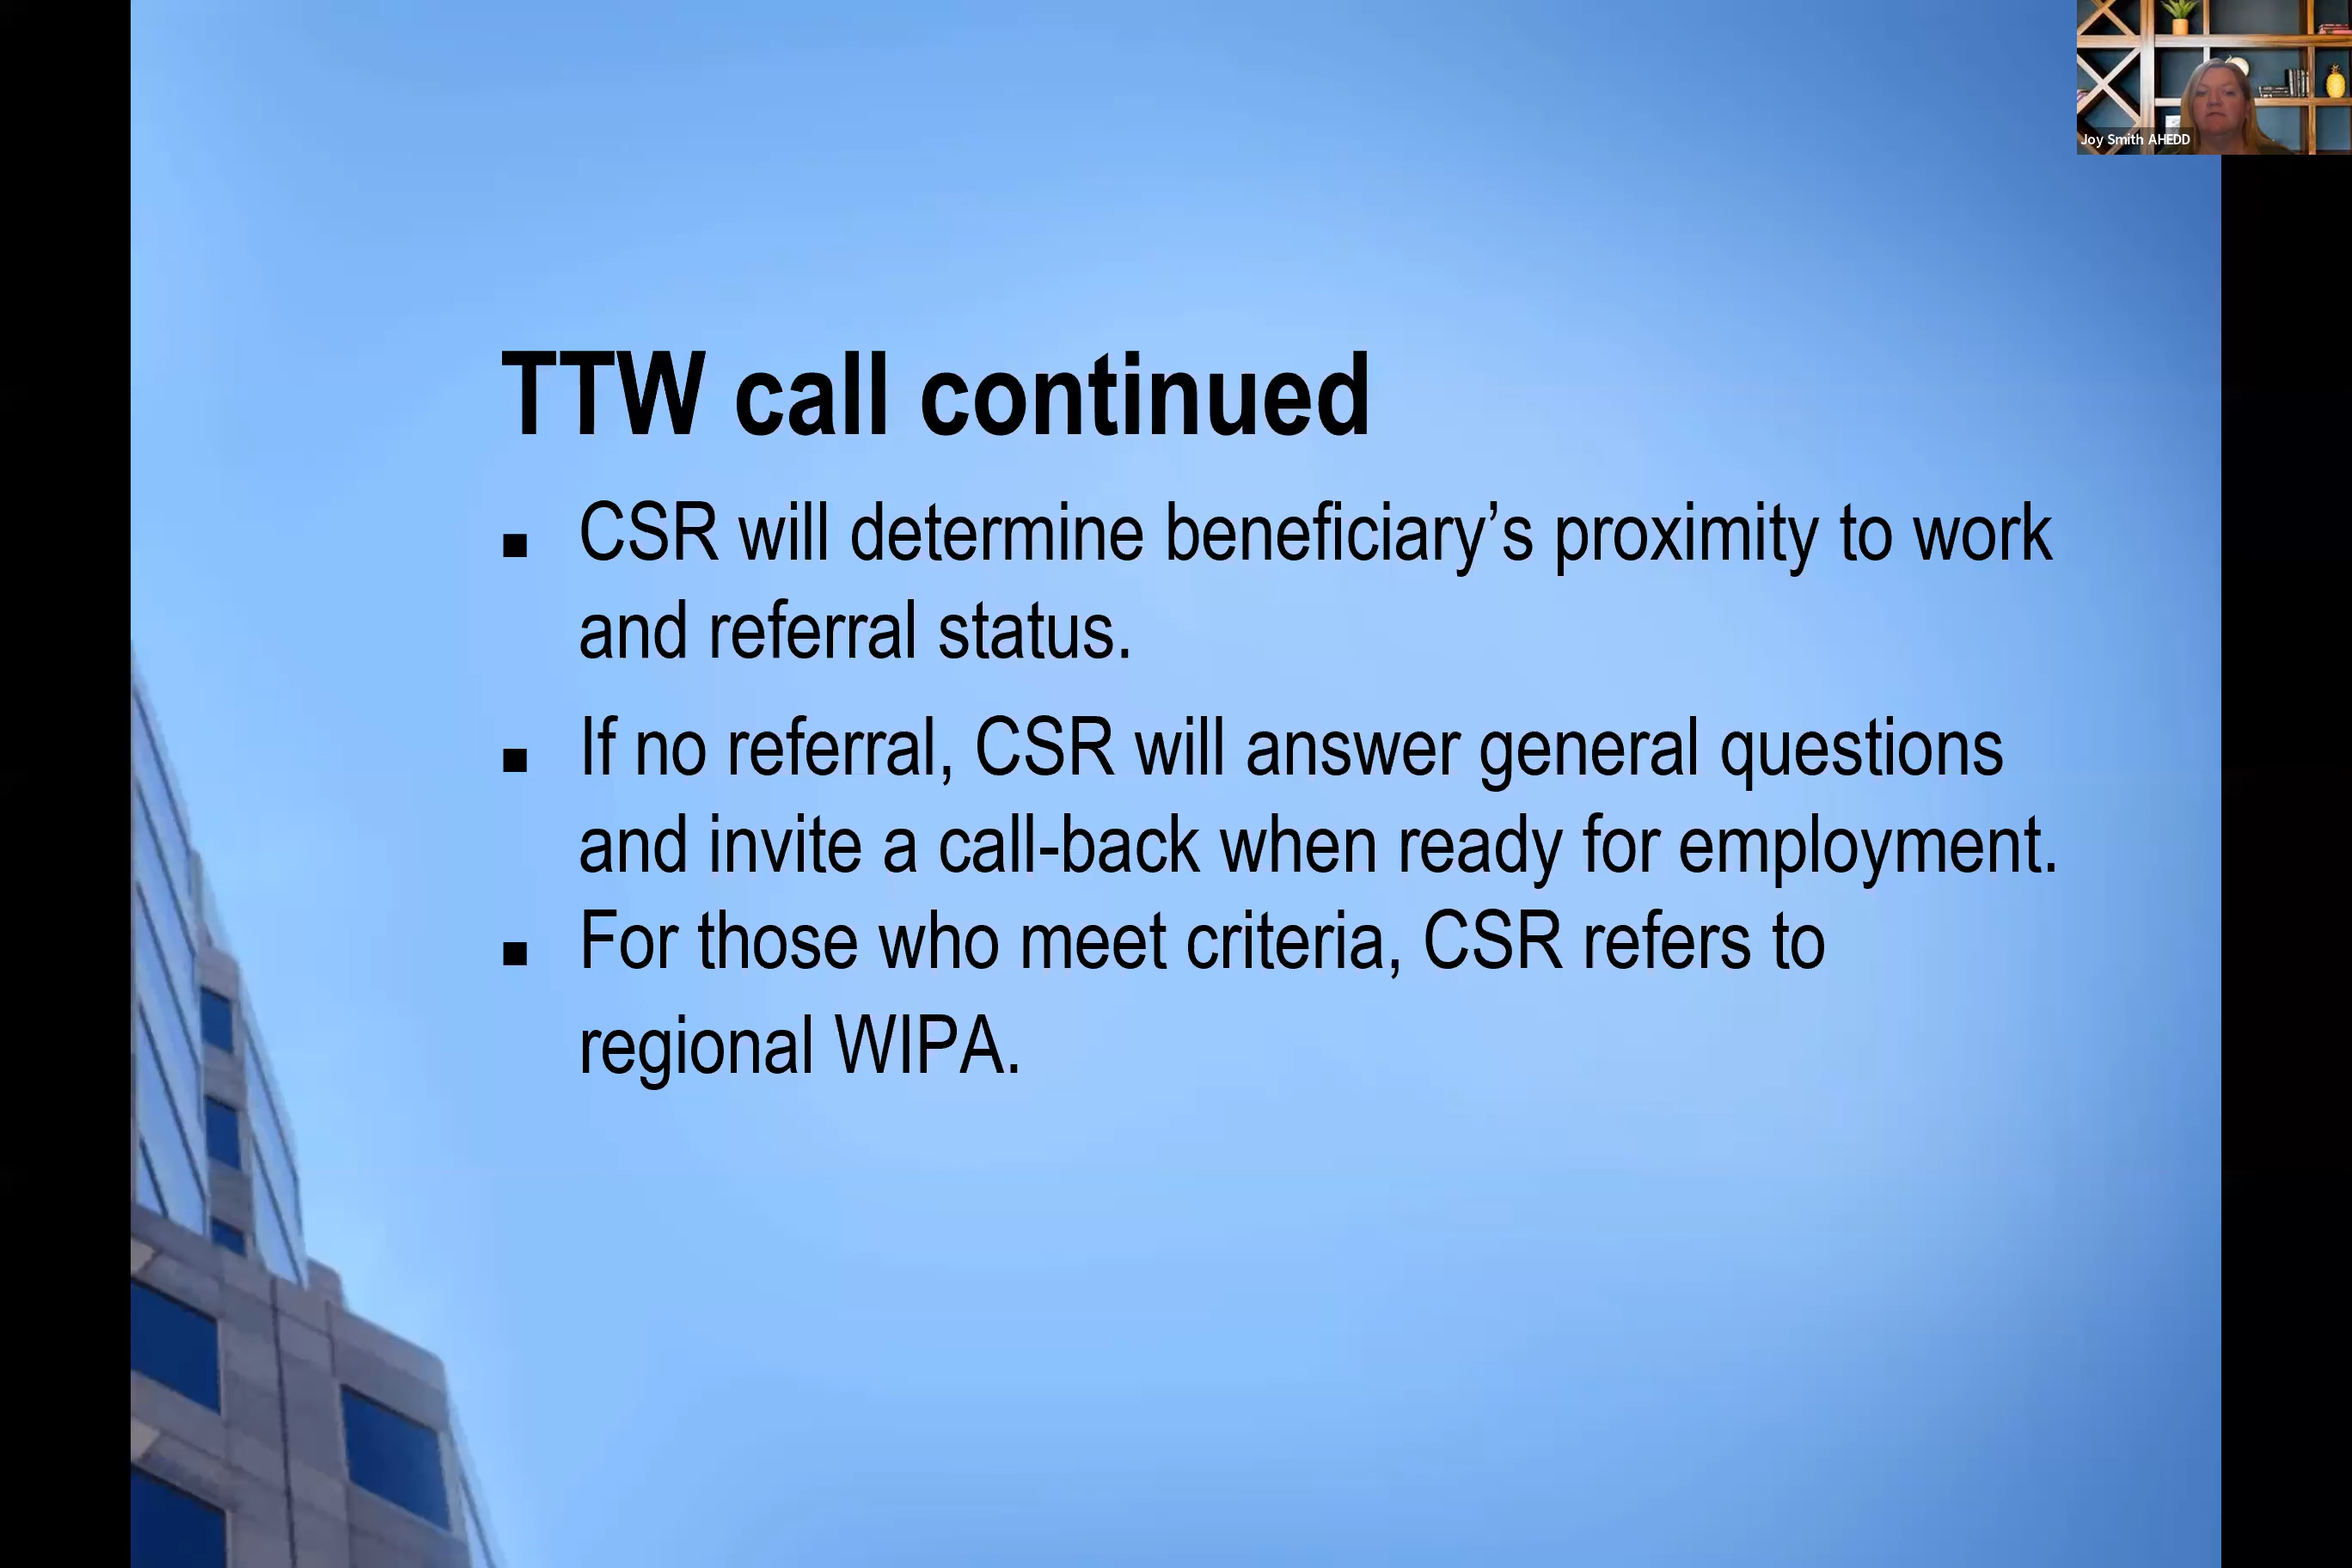 Joy Smith AHEDD
TTW call continued
■ CSR will determine beneficiary’s proximity to work
and referral status.
■ If no referral, CSR will answer general questions
and invite a call-back when ready for employment.
■ For those who meet criteria, CSR refers to
regional WIPA.